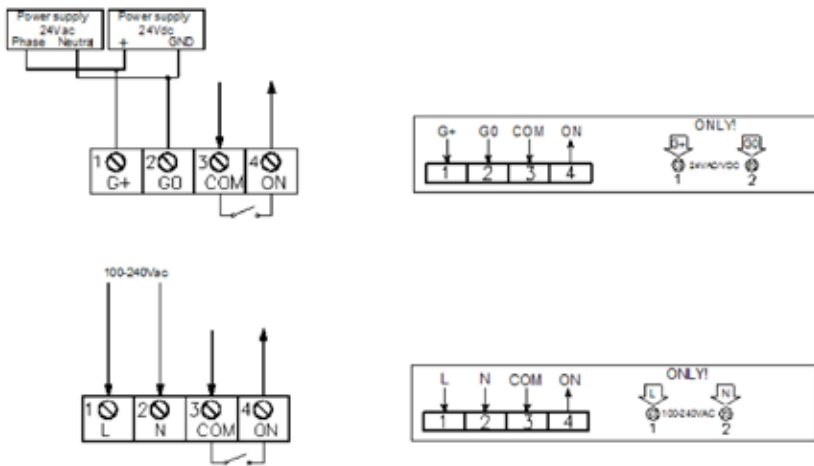 Power supply
24Vac
Phase Neutral
Power supply
24Vdc
+ GND
1 2 3 4
G+ G0 COM ON
G+ G0 COM ON
1 2 3 4
ONLY!
G+ G0
24VAC/VDC
1 2
100-240Vac
1 2 3 4
L N COM ON
L N COM ON
1 2 3 4
ONLY!
L N
100-240VAC
1 2